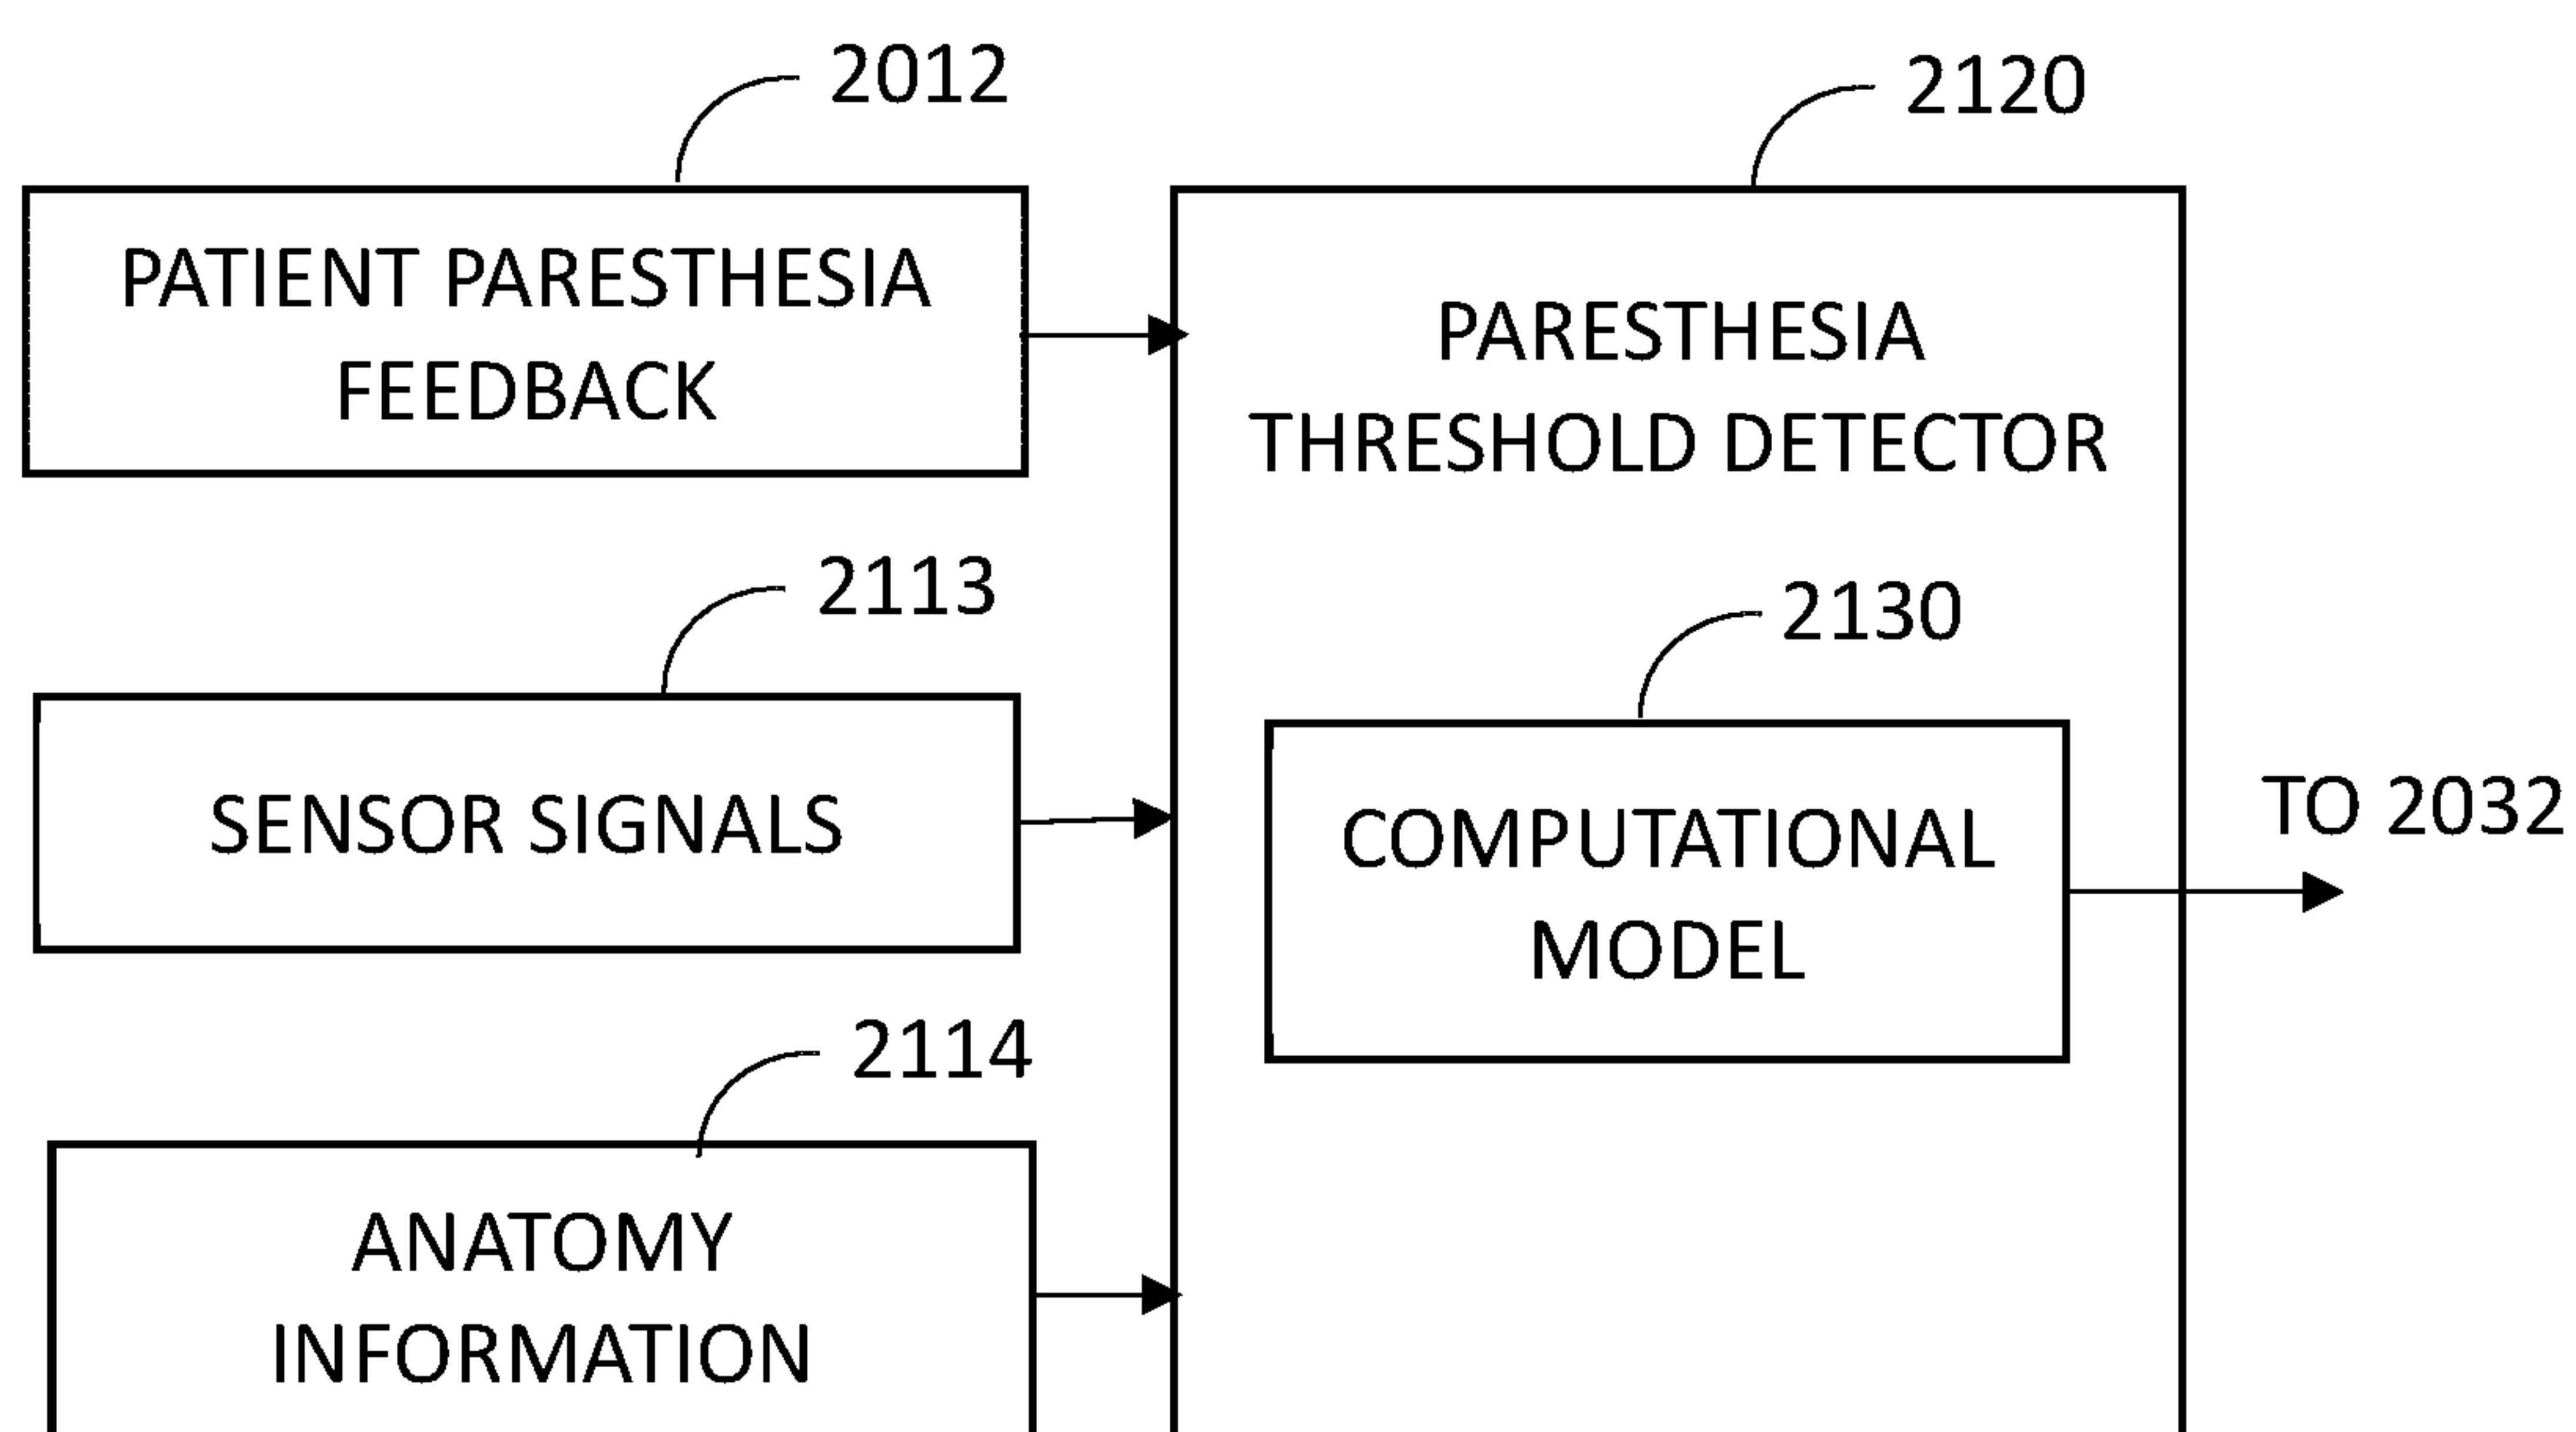 2012
PATIENT PARESTHESIA
FEEDBACK
2113
SENSOR SIGNALS
2114
ANATOMY
INFORMATION
2120
PARESTHESIA
THRESHOLD DETECTOR
2130
COMPUTATIONAL
MODEL
TO 2032